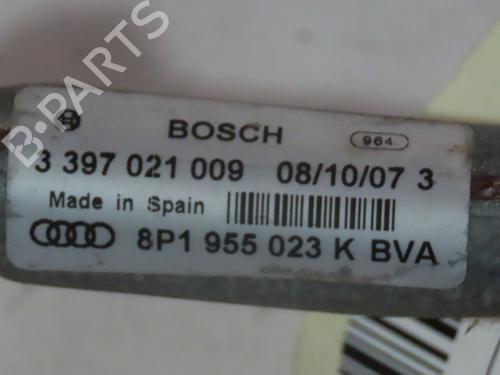 B-PARTS
BOSCH
964
3 397 021 009 08/10/07 3
Made in Spain
8P1 955 023 K BVA